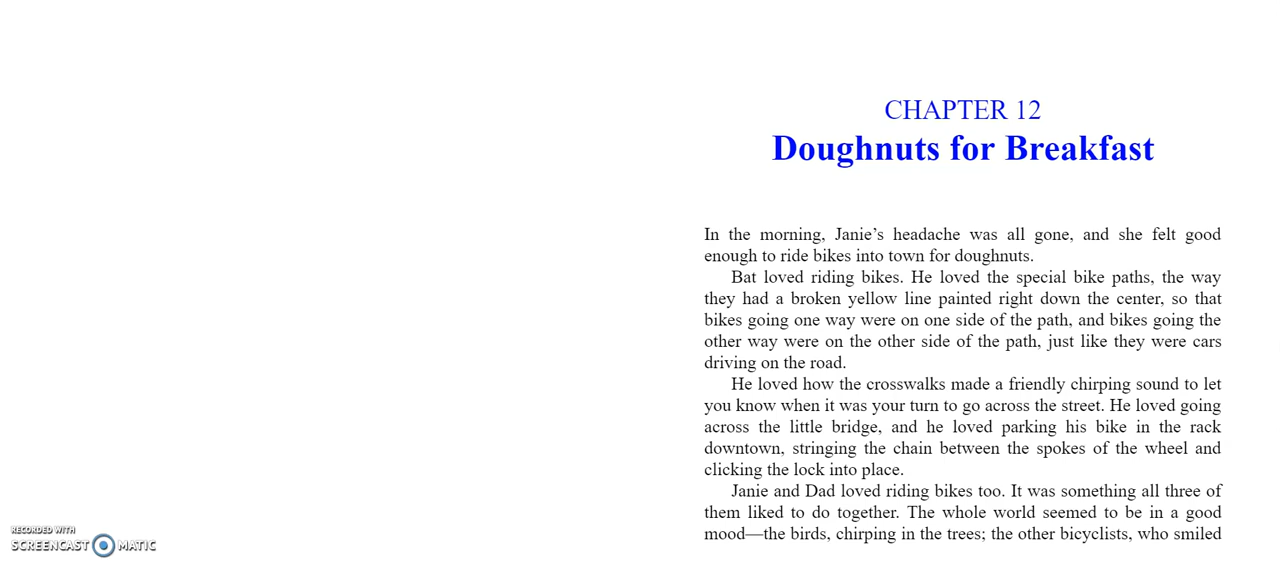 CHAPTER 12
Doughnuts for Breakfast
In the morning, Janie’s headache was all gone, and she felt good
enough to ride bikes into town for doughnuts.
Bat loved riding bikes. He loved the special bike paths, the way
they had a broken yellow line painted right down the center, so that
bikes going one way were on one side of the path, and bikes going the
other way were on the other side of the path, just like they were cars
driving on the road.
He loved how the crosswalks made a friendly chirping sound to let
you know when it was your turn to go across the street. He loved going
across the little bridge, and he loved parking his bike in the rack
downtown, stringing the chain between the spokes of the wheel and
clicking the lock into place.
Janie and Dad loved riding bikes too. It was something all three of
them liked to do together. The whole world seemed to be in a good
mood—the birds, chirping in the trees; the other bicyclists, who smiled
RECORDED WITH
SCREENCAST MATIC